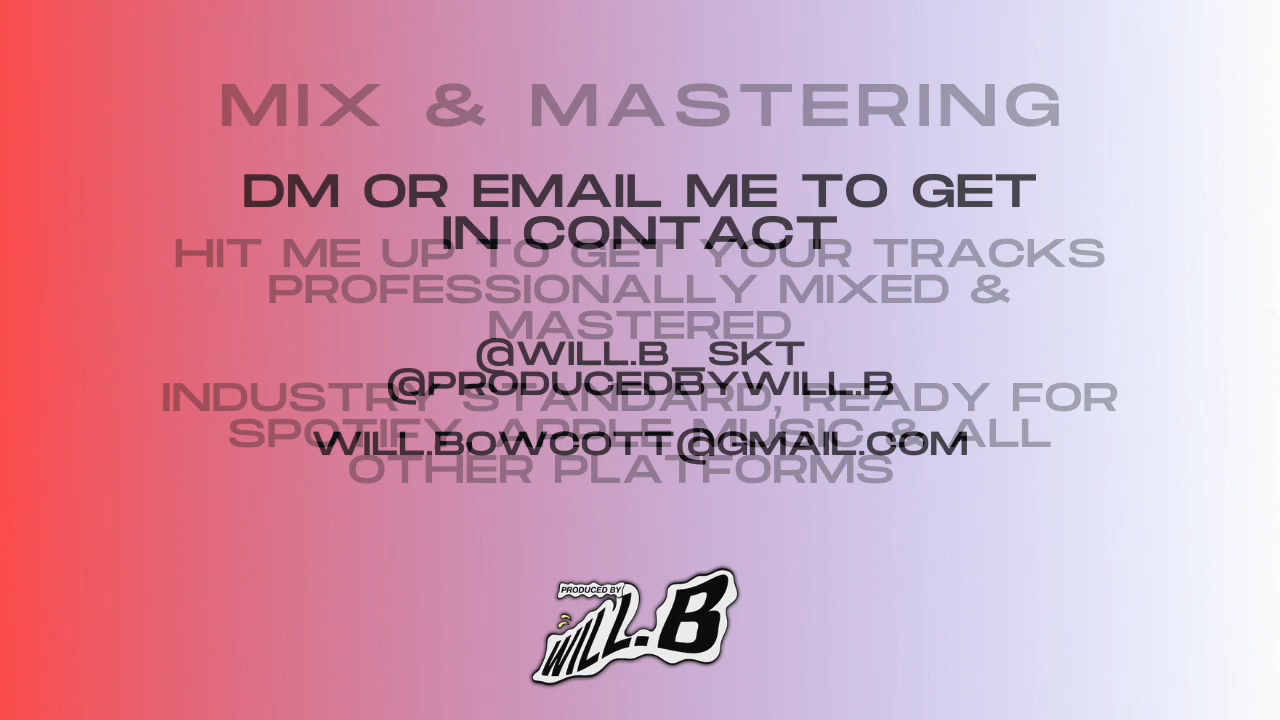 MIX & MASTERING
DM OR EMAIL ME TO GET
IN CONTACT
HIT ME UP TO GET YOUR TRACKS
PROFESSIONALLY MIXED &
MASTERED
@WILL.B__SKT
@PRODUCEDBYWILL.B
INDUSTRY STANDARD, READY FOR
SPOTIFY, APPLE MUSIC & ALL
WILL.BOWCOTT@GMAIL.COM
OTHER PLATFORMS
PRODUCED BY
WILL.B